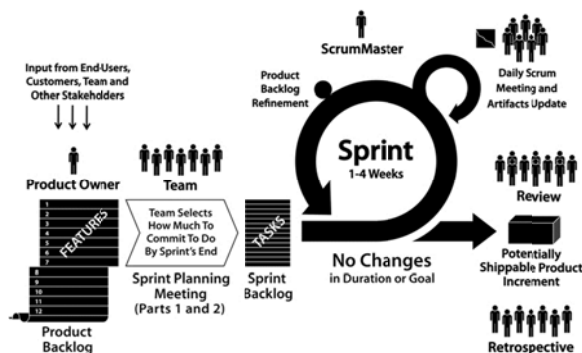 Input from End-Users,
Customers, Team and
Other Stakehdders
Product Owner
Team
1
2
3
4
5
6
7
8
9
10
11
12
FEATURES
Product
Backlog
Team Selects
How Much To
Commit To Do
By Sprint's End
Sprint Planning
Meeting
(Parts 1 and 2)
TASKS
Sprint
Backlog
ScrumMaster
Product
Backlog
Refinement
Sprint
1-4 Weeks
No Changes
in Duration or Goal
Daily Scrum
Meeting and
Artifacts Update
Review
Potentially
Shippable Product
Increment
Retrospective